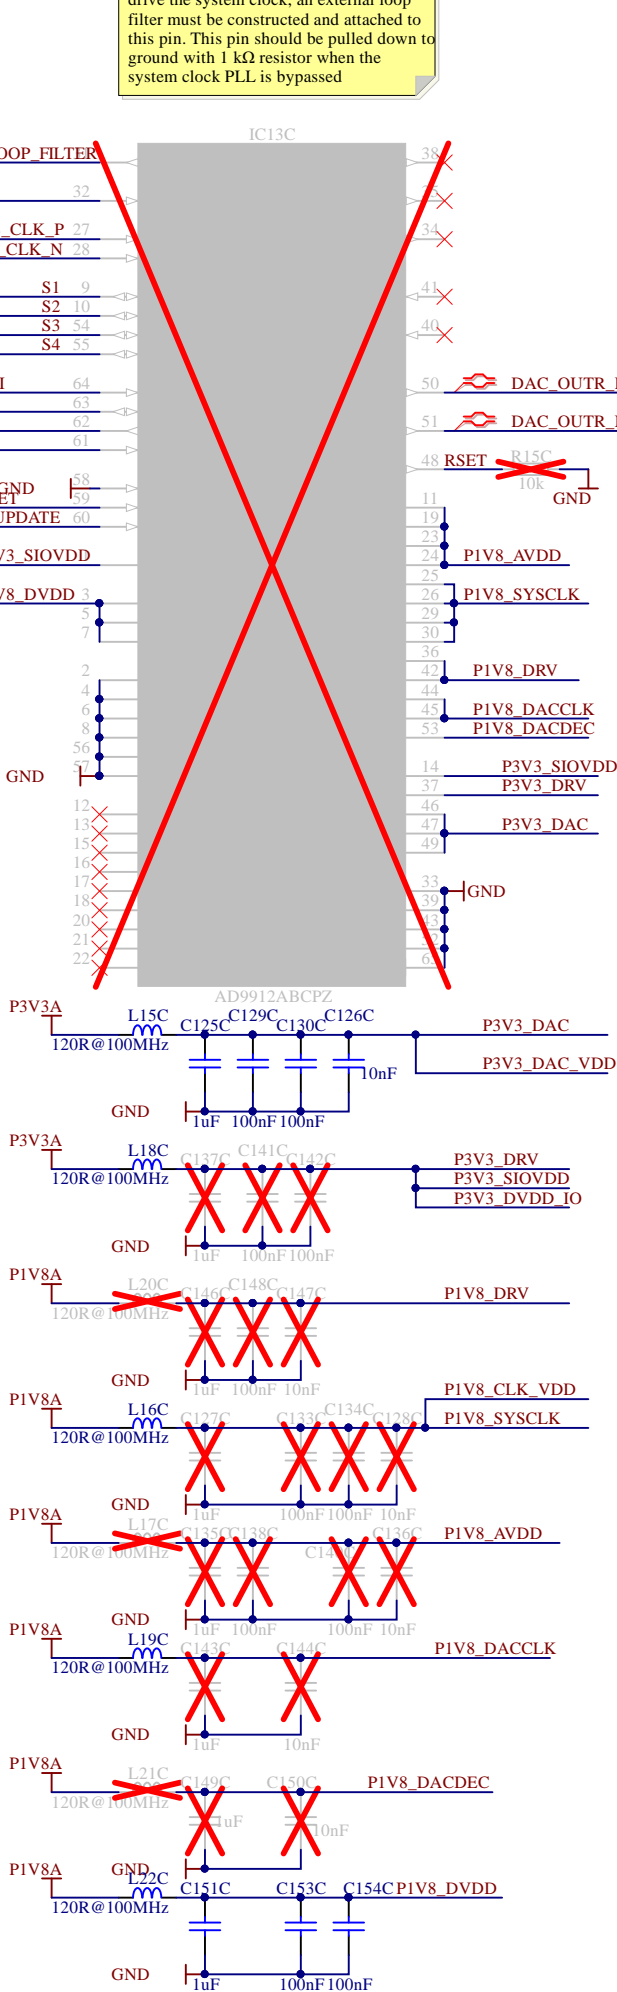 drive the system clock, an external loop
filter must be constructed and attached to
this pin. This pin should be pulled down to
ground with 1 kΩ resistor when the
system clock PLL is bypassed
IC13C
OOP_FILTER
38
32
35
_CLK_P 27
34
_CLK_N 28
S1 9
41
S2 10
S3 54
40
S4 55
I 64
50
DAC_OUTR_
63
62
51
DAC_OUTR_
61
48 RSET
R15C
10k
GND
58
GND
ET 59
11
UPDATE 60
19
23
V3_SIOVDD
24 P1V8_AVDD
25
V8_DVDD 3
26 P1V8_SYSCLK
5
29
7
30
36
2
42 P1V8_DRV
4
44
6
45 P1V8_DACCLK
8
53 P1V8_DACDEC
56
GND 57
14 P3V3_SIOVDD
37 P3V3_DRV
12
46
13
47 P3V3_DAC
15
49
16
17
33 GND
18
39
20
43
21
22
AD9912ABCPZ
P3V3A
L15C
120R@100MHz
C125C
C129C
C130C
C126C
P3V3_DAC
P3V3_DAC_VDD
10nF
GND
1uF
100nF
100nF
P3V3A
L18C
120R@100MHz
C137C
C141C
C142C
P3V3_DRV
P3V3_SIOVDD
P3V3_DVDD_IO
GND
1uF
100nF
100nF
P1V8A
L20C
120R@100MHz
C146C
C148C
C147C
P1V8_DRV
GND
1uF
100nF
10nF
P1V8A
L16C
120R@100MHz
C127C
C133C
C134C
C128C
P1V8_CLK_VDD
P1V8_SYSCLK
GND
1uF
100nF
100nF
10nF
P1V8A
L17C
120R@100MHz
C135C
C138C
C136C
P1V8_AVDD
GND
1uF
100nF
100nF
10nF
P1V8A
L19C
120R@100MHz
C143C
C144C
P1V8_DACCLK
GND
1uF
10nF
P1V8A
L21C
120R@100MHz
C149C
C150C
P1V8_DACDEC
1uF
10nF
GND
P1V8A
L22C
120R@100MHz
C151C
C153C
C154C
P1V8_DVDD
GND
1uF
100nF
100nF